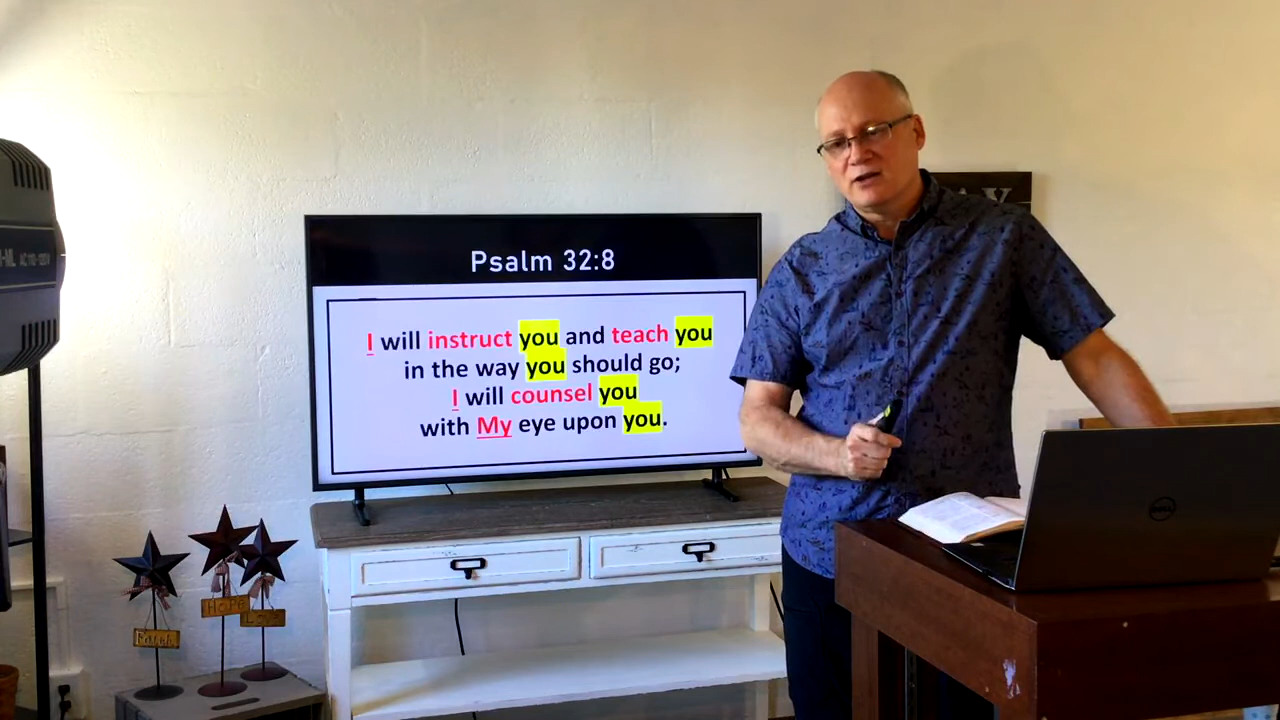 Psalm 32:8
I will instruct you and teach you
in the way you should go;
I will counsel you
with My eye upon you.
Faith
Hope
Love
DELL